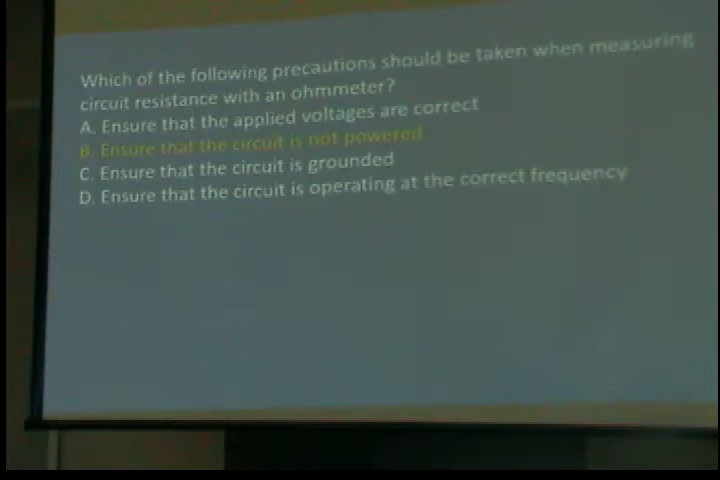 Which of the following precautions should be taken when measuring
circuit resistance with an ohmmeter?
A. Ensure that the applied voltages are correct
B. Ensure that the circuit is not powered
C. Ensure that the circuit is grounded
D. Ensure that the circuit is operating at the correct frequency